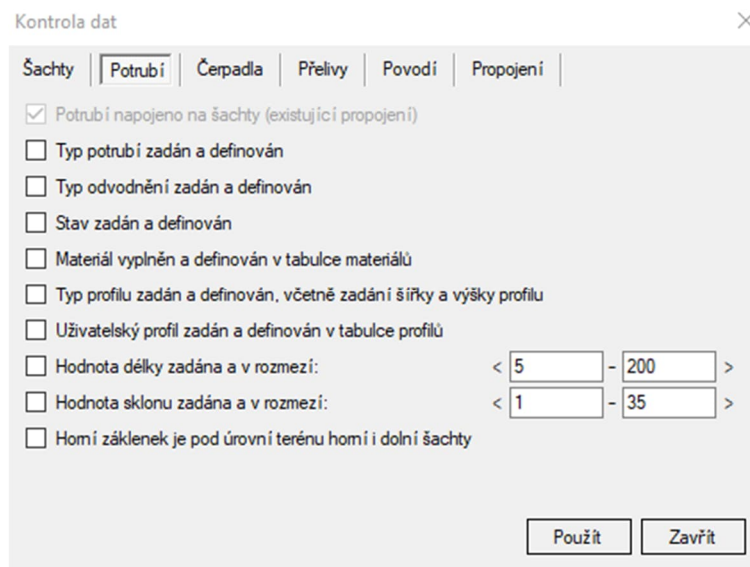 Kontrola dat
Šachty Potrubí Čerpadla Přelivy Povodí Propojení
Potrubí napojeno na šachty (existující propojení)
Typ potrubí zadán a definován
Typ odvodnění zadán a definován
Stav zadán a definován
Materiál vyplněn a definován v tabulce materiálů
Typ profilu zadán a definován, včetně zadání šířky a výšky profilu
Uživatelský profil zadán a definován v tabulce profilů
Hodnota délky zadána a v rozmezí: < 5 - 200 >
Hodnota sklonu zadána a v rozmezí: < 1 - 35 >
Horní záklenek je pod úrovní terénu horní i dolní šachty
Použít Zavřít